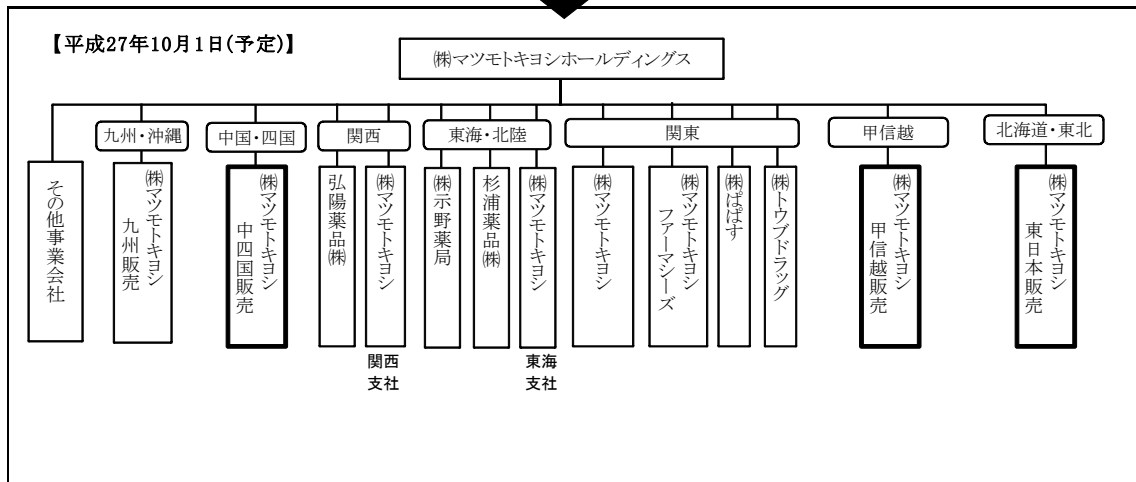 【平成27年10月1日(予定)】
㈱マツモトキヨシホールディングス
九州・沖縄
中国・四国
関西
東海・北陸
関東
甲信越
北海道・東北
その他事業会社
㈱マツモトキヨシ
九州販売
㈱マツモトキヨシ
中四国販売
弘陽薬品㈱
㈱マツモトキヨシ
㈱示野薬局
杉浦薬品㈱
㈱マツモトキヨシ
㈱マツモトキヨシ
㈱マツモトキヨシ
ファーマシーズ
㈱ぱぱす
㈱トウブドラッグ
㈱マツモトキヨシ
甲信越販売
㈱マツモトキヨシ
東日本販売
関西
支社
東海
支社